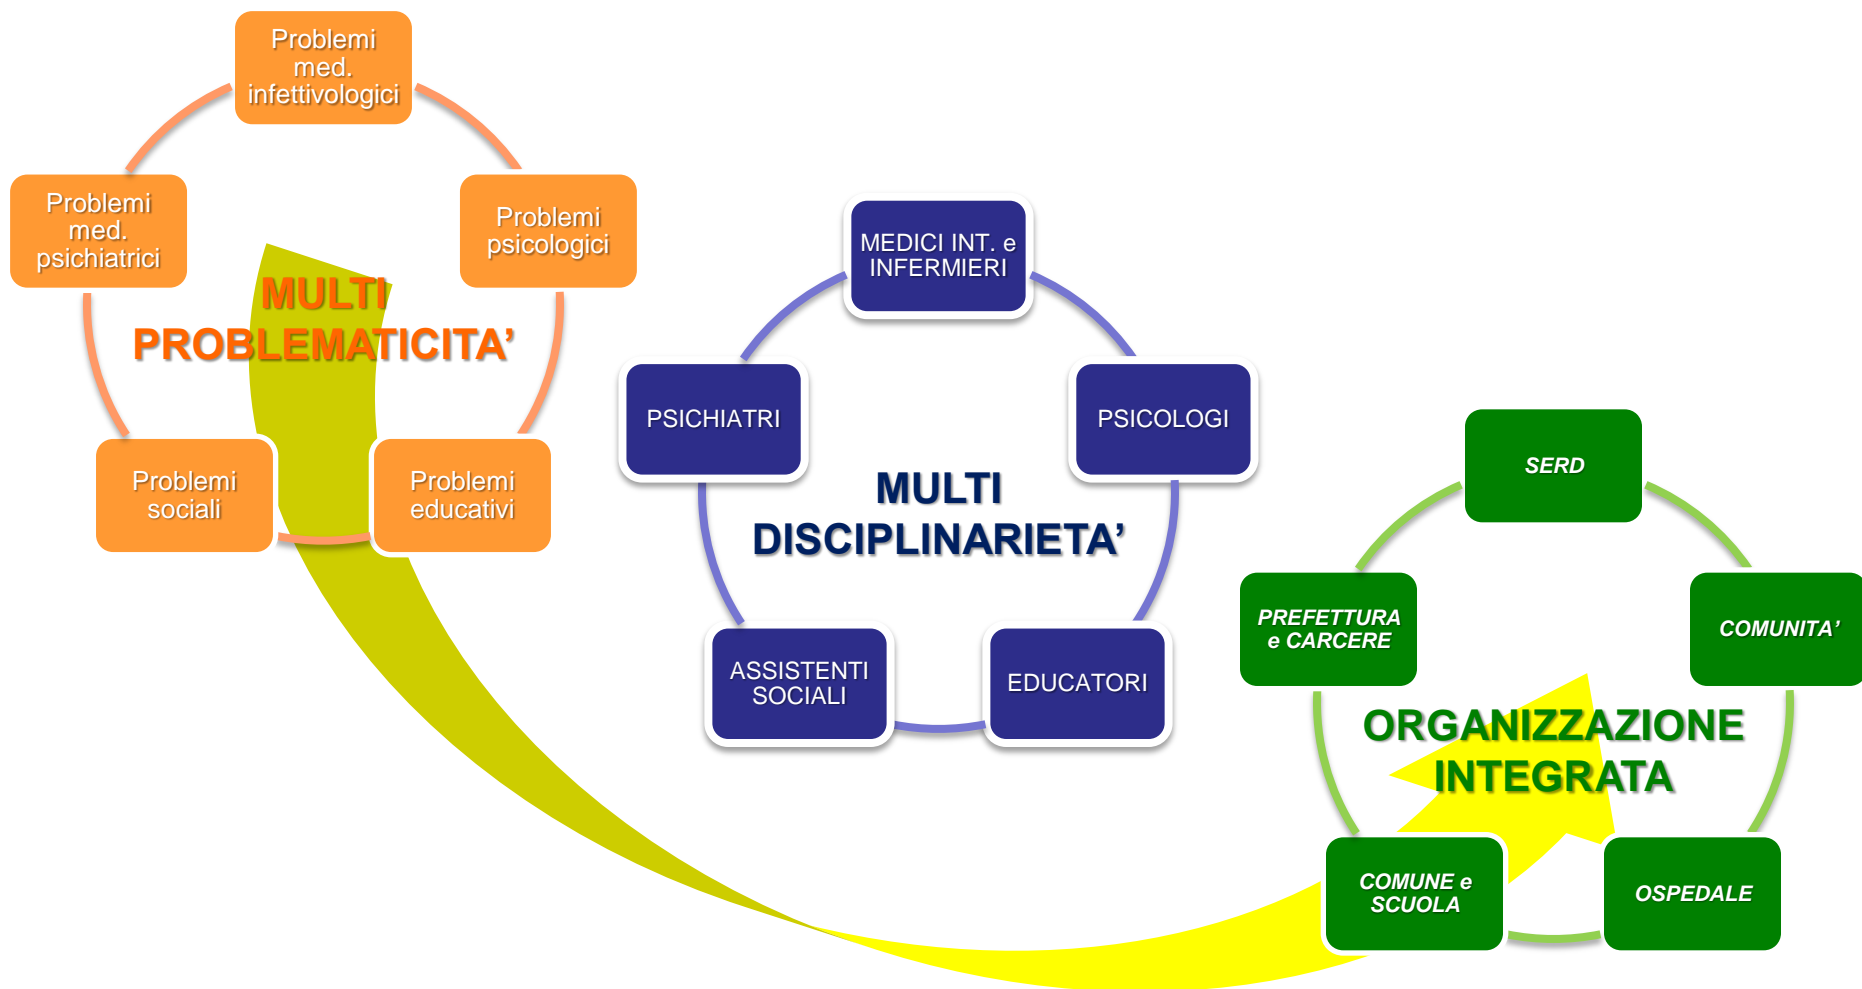 Problemi
med.
infettivologici
Problemi
med.
psichiatrici
Problemi
psicologici
MULTI
PROBLEMATICITA’
Problemi
sociali
Problemi
educativi
MEDICI INT. e
INFERMIERI
PSICHIATRI
PSICOLOGI
MULTI
DISCIPLINARIETA’
ASSISTENTI
SOCIALI
EDUCATORI
SERD
PREFETTURA
e CARCERE
COMUNITA’
ORGANIZZAZIONE
INTEGRATA
COMUNE e
SCUOLA
OSPEDALE